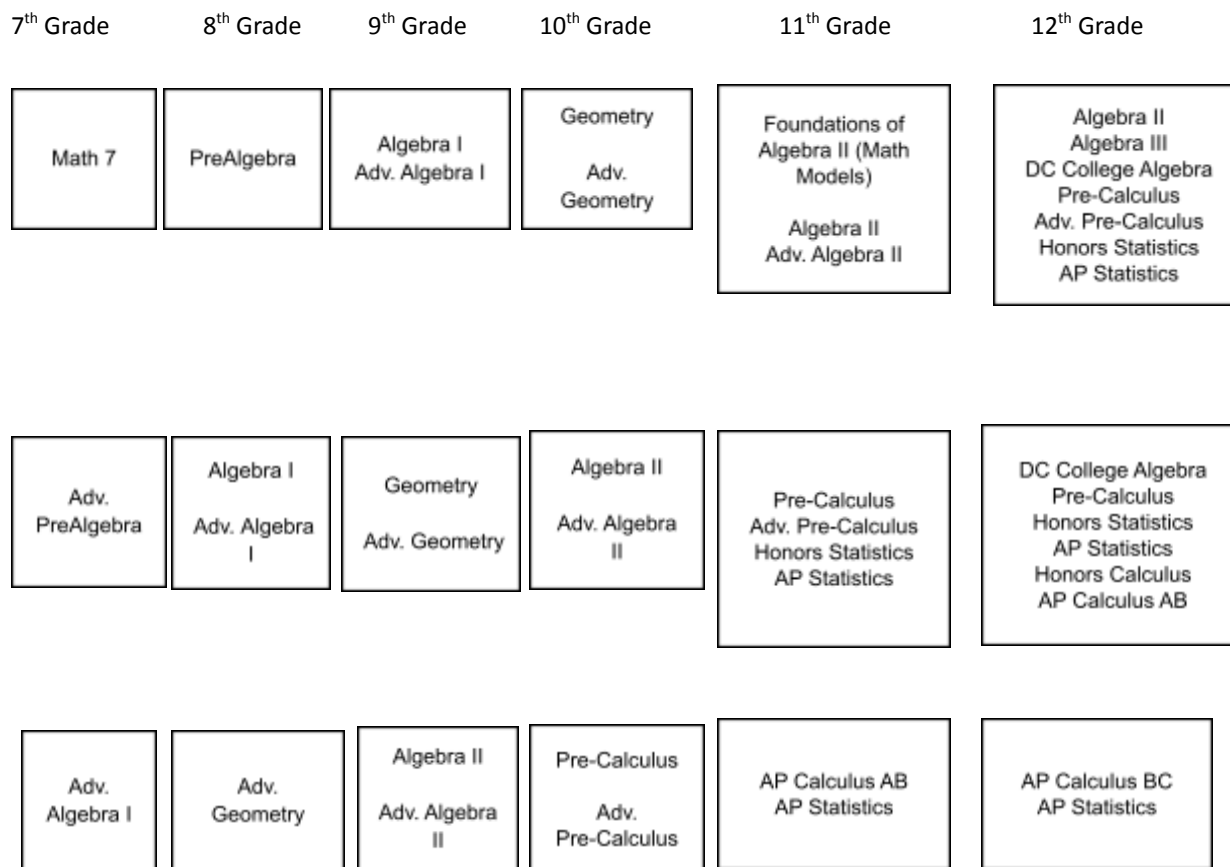 7th Grade 8th Grade 9th Grade 10th Grade 11th Grade 12th Grade
Math 7
PreAlgebra
Algebra I
Adv. Algebra I
Geometry
Adv.
Geometry
Foundations of
Algebra II (Math
Models)
Algebra II
Adv. Algebra II
Algebra II
Algebra III
DC College Algebra
Pre-Calculus
Adv. Pre-Calculus
Honors Statistics
AP Statistics
Adv.
PreAlgebra
Algebra I
Adv. Algebra
I
Geometry
Adv. Geometry
Algebra II
Adv. Algebra
II
Pre-Calculus
Adv. Pre-Calculus
Honors Statistics
AP Statistics
DC College Algebra
Pre-Calculus
Honors Statistics
AP Statistics
Honors Calculus
AP Calculus AB
Adv.
Algebra I
Adv.
Geometry
Algebra II
Adv. Algebra
II
Pre-Calculus
Adv.
Pre-Calculus
AP Calculus AB
AP Statistics
AP Calculus BC
AP Statistics